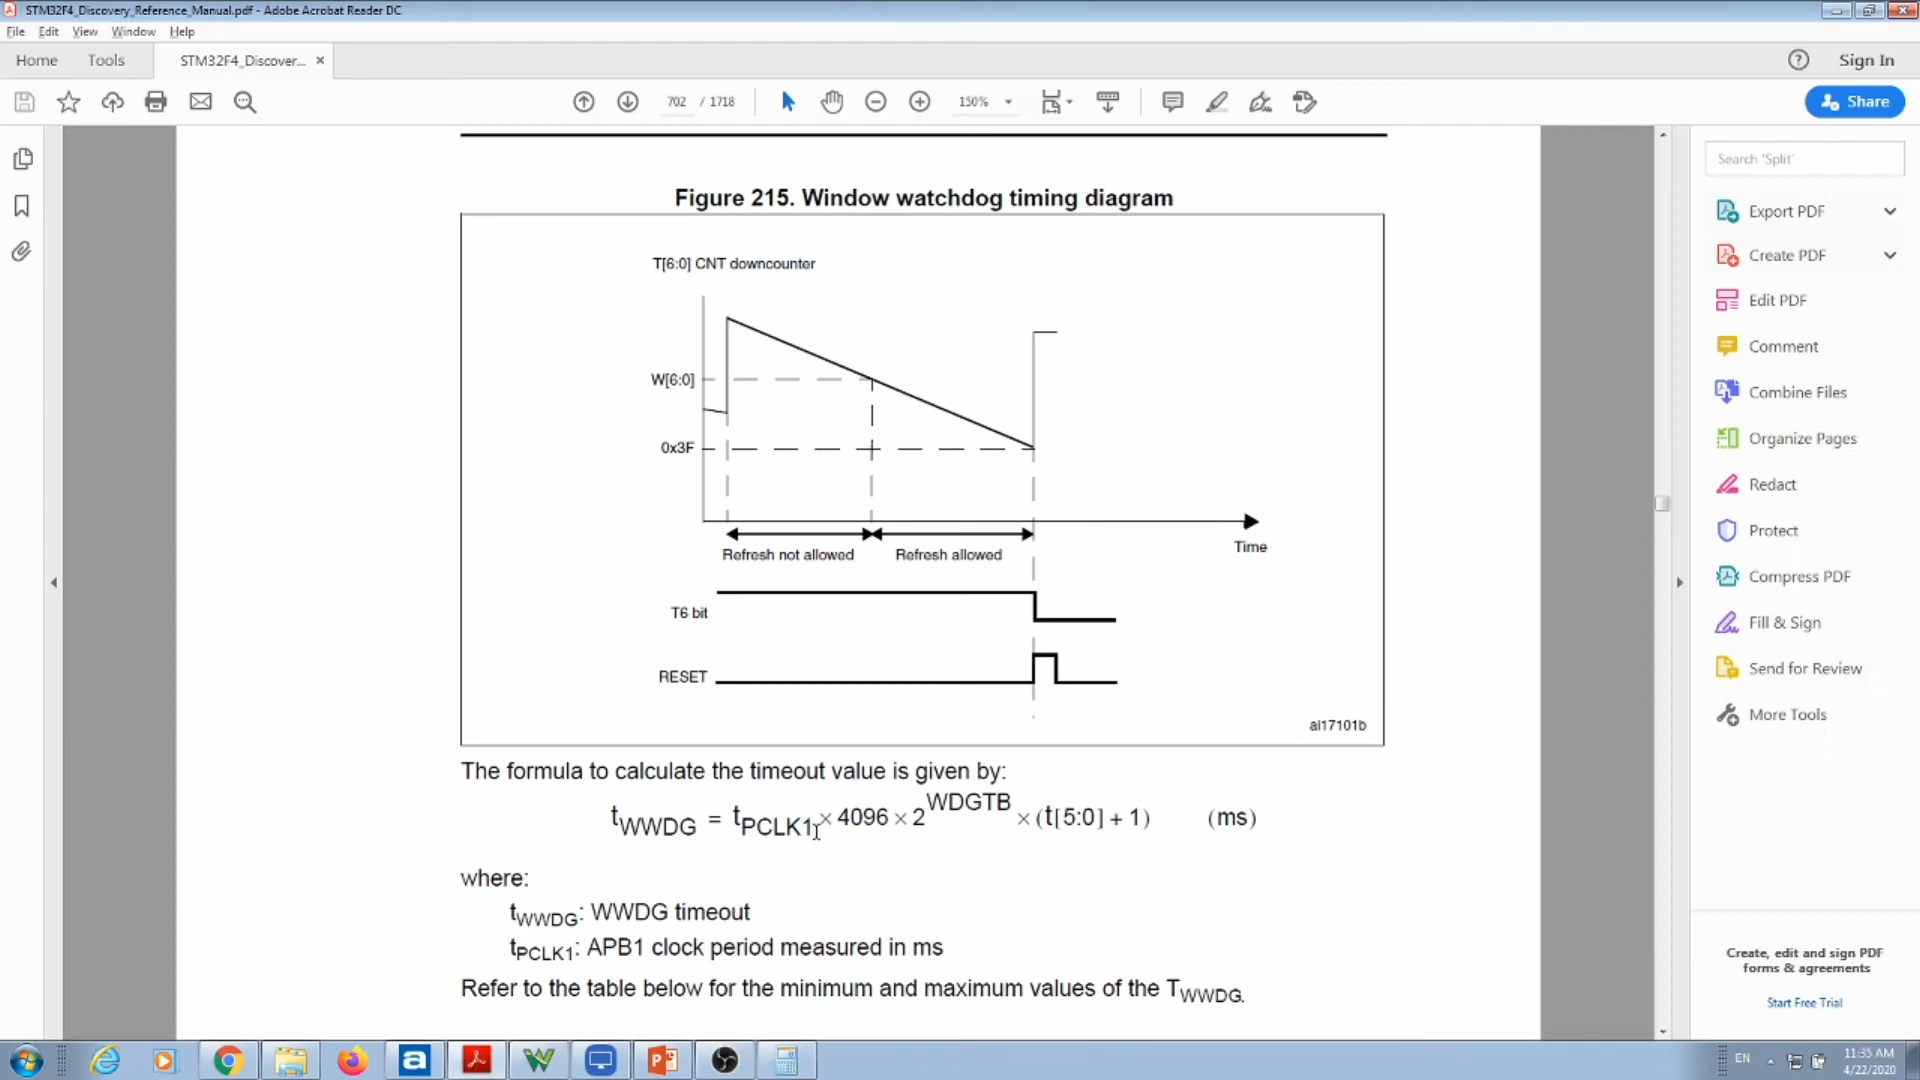 STM32F4_Discovery_Reference_Manual.pdf - Adobe Acrobat Reader DC
File Edit View Window Help
Home Tools STM32F4_Discover... × ? Sign In
702 / 1718 150% Share
Search 'Split'
Figure 215. Window watchdog timing diagram
T[6:0] CNT downcounter
W[6:0]
0x3F
Refresh not allowed Refresh allowed
Time
T6 bit
RESET
ai17101b
The formula to calculate the timeout value is given by:
tWWDG = tPCLK1 × 4096 × 2^WDGTB × (t[5:0] + 1) (ms)
where:
tWWDG: WWDG timeout
tPCLK1: APB1 clock period measured in ms
Refer to the table below for the minimum and maximum values of the TWWDG.
Export PDF
Create PDF
Edit PDF
Comment
Combine Files
Organize Pages
Redact
Protect
Compress PDF
Fill & Sign
Send for Review
More Tools
Create, edit and sign PDF
forms & agreements
Start Free Trial
EN
11:35 AM
4/22/2020